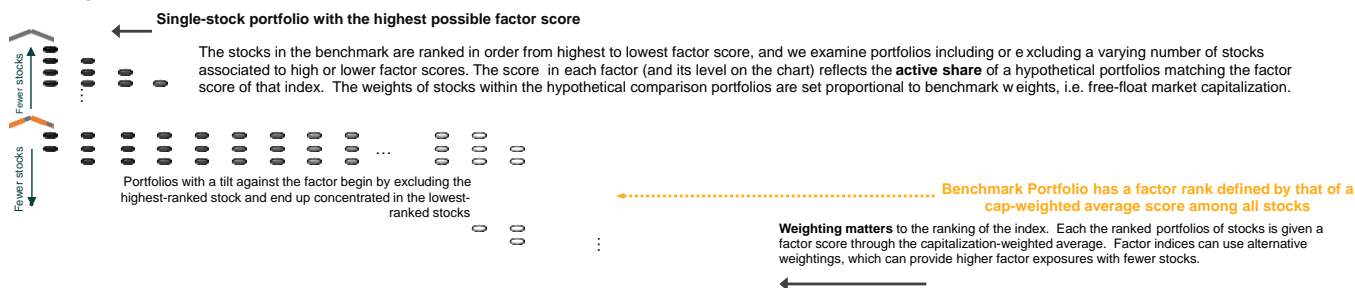 Single-stock portfolio with the highest possible factor score
Fewer stocks
The stocks in the benchmark are ranked in order from highest to lowest factor score, and we examine portfolios including or e xcluding a varying number of stocks
associated to high or lower factor scores. The score in each factor (and its level on the chart) reflects the active share of a hypothetical portfolios matching the factor
score of that index. The weights of stocks within the hypothetical comparison portfolios are set proportional to benchmark w eights, i.e. free-float market capitalization.
⋮
...
Fewer stocks
Portfolios with a tilt against the factor begin by excluding the
highest-ranked stock and end up concentrated in the lowest-
ranked stocks
Benchmark Portfolio has a factor rank defined by that of a
cap-weighted average score among all stocks
⋮
Weighting matters to the ranking of the index. Each the ranked portfolios of stocks is given a
factor score through the capitalization-weighted average. Factor indices can use alternative
weightings, which can provide higher factor exposures with fewer stocks.